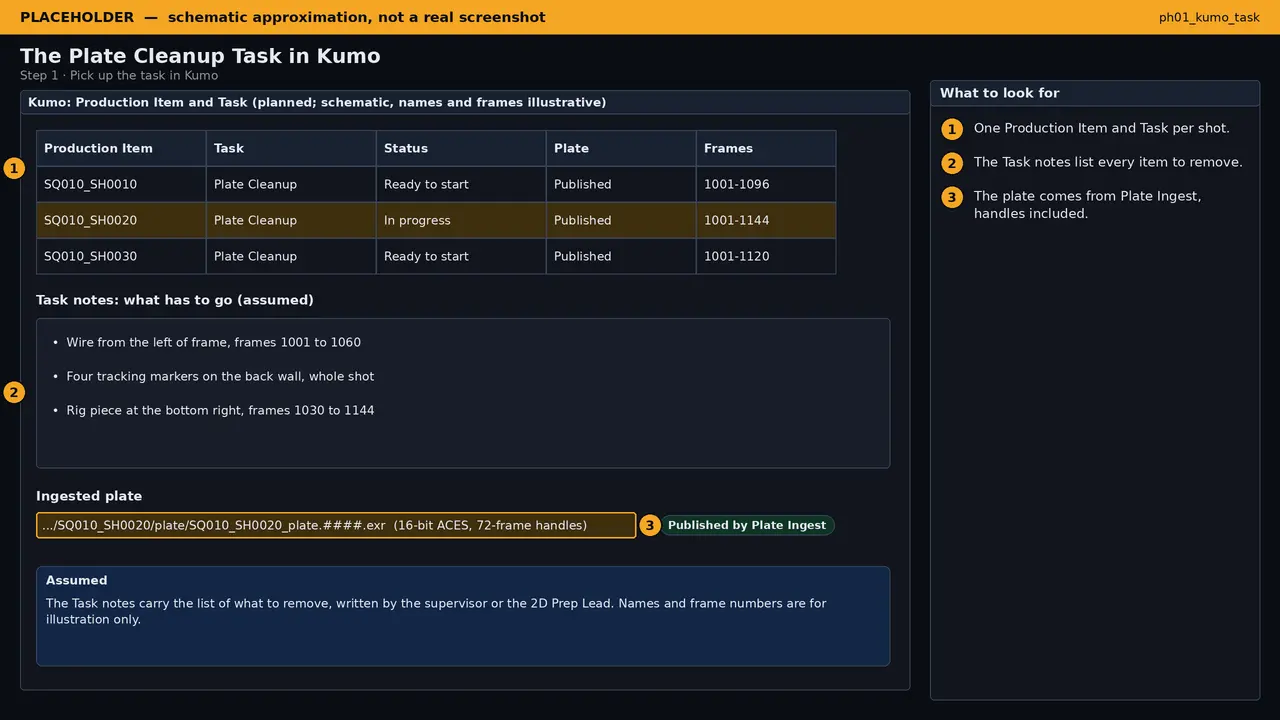 PLACEHOLDER — schematic approximation, not a real screenshot
ph01_kumo_task
The Plate Cleanup Task in Kumo
Step 1 · Pick up the task in Kumo
Kumo: Production Item and Task (planned; schematic, names and frames illustrative)
1
Production Item Task Status Plate Frames
SQ010_SH0010 Plate Cleanup Ready to start Published 1001-1096
SQ010_SH0020 Plate Cleanup In progress Published 1001-1144
SQ010_SH0030 Plate Cleanup Ready to start Published 1001-1120
Task notes: what has to go (assumed)
2
• Wire from the left of frame, frames 1001 to 1060
• Four tracking markers on the back wall, whole shot
• Rig piece at the bottom right, frames 1030 to 1144
Ingested plate
.../SQ010_SH0020/plate/SQ010_SH0020_plate.####.exr (16-bit ACES, 72-frame handles)
3
Published by Plate Ingest
Assumed
The Task notes carry the list of what to remove, written by the supervisor or the 2D Prep Lead. Names and frame numbers are for
illustration only.
What to look for
1 One Production Item and Task per shot.
2 The Task notes list every item to remove.
3 The plate comes from Plate Ingest,
handles included.